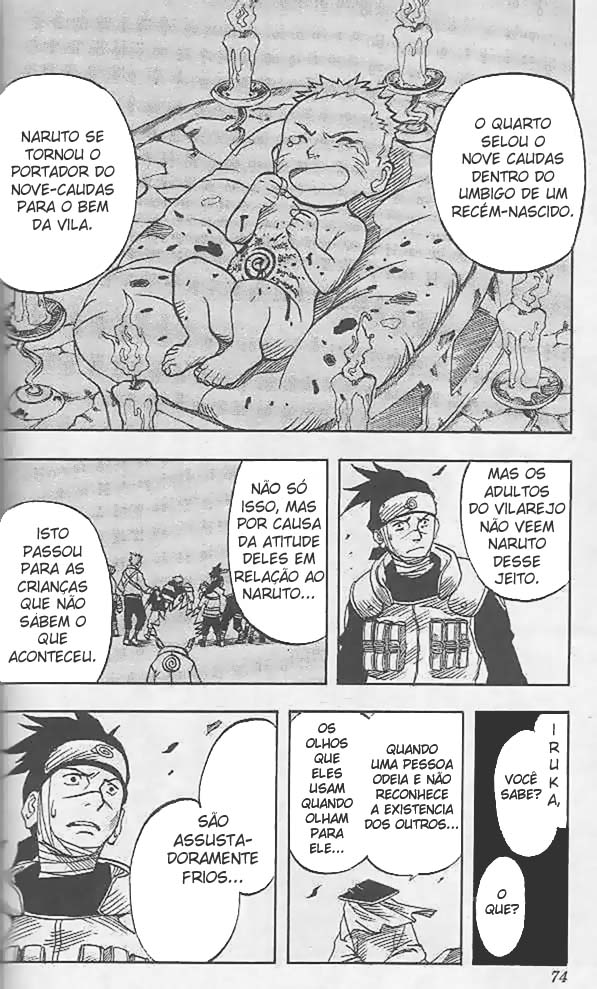 O QUARTO
SELOU O
NOVE CAUDAS
DENTRO DO
UMBIGO DE UM
RECÉM-NASCIDO.
NARUTO SE
TORNOU O
PORTADOR DO
NOVE-CAUDAS
PARA O BEM
DA VILA.
MAS OS
ADULTOS
DO VILAREJO
NÃO VEEM
NARUTO
DESSE
JEITO.
NÃO SÓ
ISSO, MAS
POR CAUSA
DA ATITUDE
DELES EM
RELAÇÃO AO
NARUTO...
ISTO
PASSOU
PARA AS
CRIANÇAS
QUE NÃO
SÁBEM O
QUE
ACONTECEU.
IRUKA,
VOCÊ
SABE?
O
QUE?
QUANDO
UMA PESSOA
ODEIA E NÃO
RECONHECE
A EXISTENCIA
DOS OUTROS...
OS
OLHOS
QUE
ELES
USAM
QUANDO
OLHAM
PARA
ELE...
SÃO
ASSUSTA-
DORAMENTE
FRIOS...
74